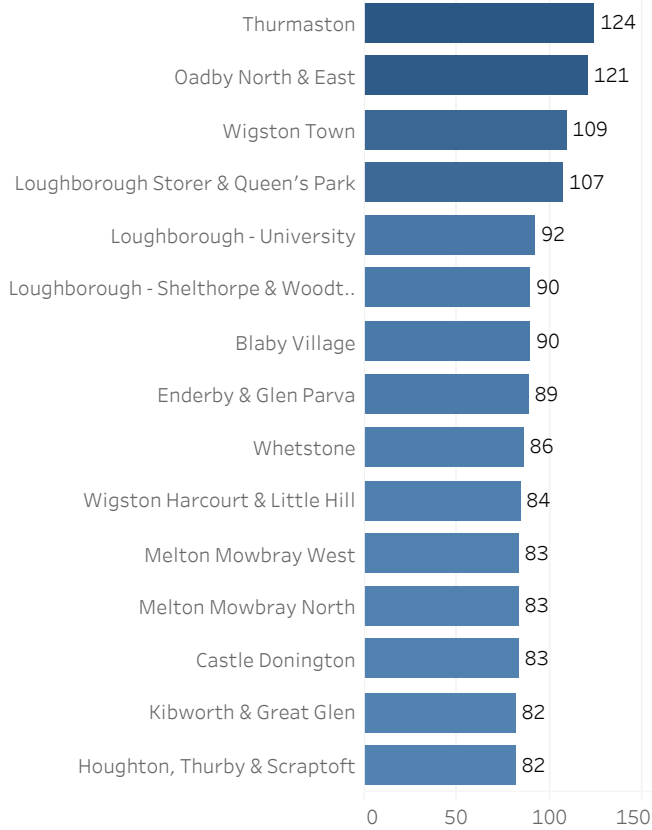 Thurmaston 124
Oadby North & East 121
Wigston Town 109
Loughborough Storer & Queen's Park 107
Loughborough - University 92
Loughborough - Shelthorpe & Woodt.. 90
Blaby Village 90
Enderby & Glen Parva 89
Whetstone 86
Wigston Harcourt & Little Hill 84
Melton Mowbray West 83
Melton Mowbray North 83
Castle Donington 83
Kibworth & Great Glen 82
Houghton, Thurby & Scraptoft 82
0 50 100 150